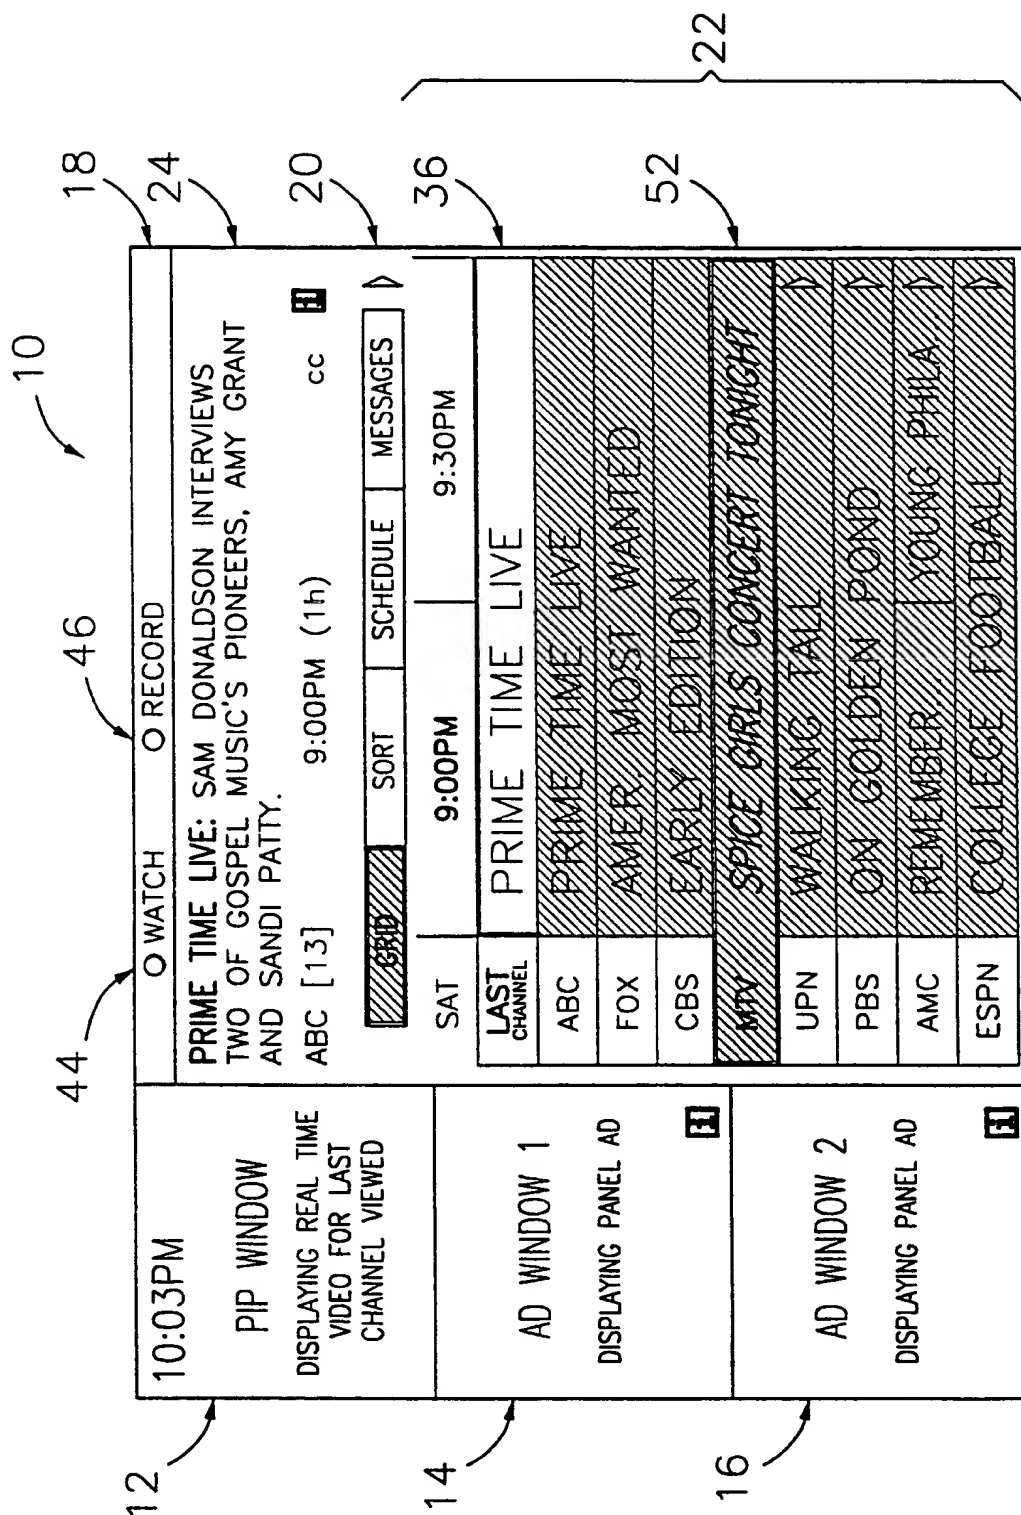 10
44
46
18
24
20
36
52
22
12
14
16
10:03PM
PIP WINDOW
DISPLAYING REAL TIME
VIDEO FOR LAST
CHANNEL VIEWED
AD WINDOW 1
DISPLAYING PANEL AD
i
AD WINDOW 2
DISPLAYING PANEL AD
i
WATCH RECORD
PRIME TIME LIVE: SAM DONALDSON INTERVIEWS
TWO OF GOSPEL MUSIC'S PIONEERS, AMY GRANT
AND SANDI PATTY.
ABC [13] 9:00PM (1h) cc i
GRID SORT SCHEDULE MESSAGES
SAT 9:00PM 9:30PM
LAST CHANNEL PRIME TIME LIVE
ABC PRIME TIME LIVE
FOX AMER. MOST WANTED
CBS EARLY EDITION
MTV SPICE GIRLS CONCERT TONIGHT
UPN WALKING TALL
PBS ON GOLDEN POND
AMC REMEMBER... YOUNG PHILA...
ESPN COLLEGE FOOTBALL